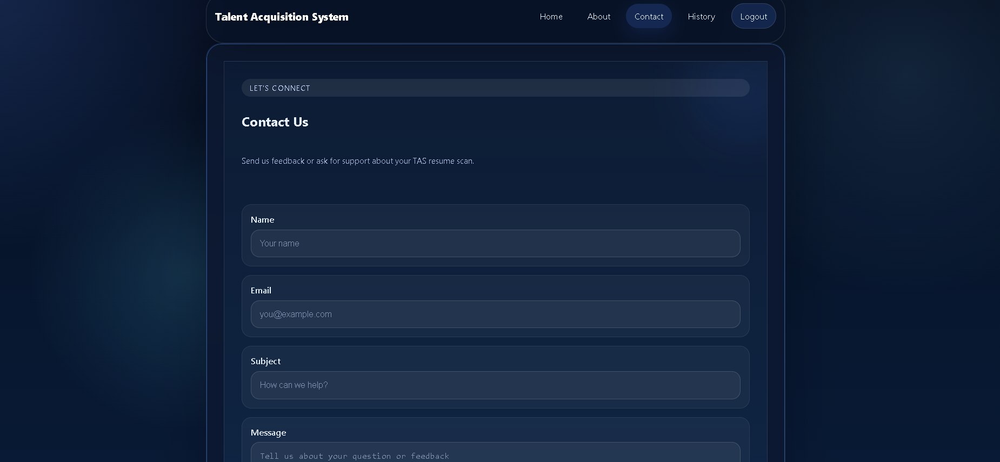 Talent Acquisition System
Home About Contact History Logout
LET'S CONNECT
Contact Us
Send us feedback or ask for support about your TAS resume scan.
Name
Your name
Email
you@example.com
Subject
How can we help?
Message
Tell us about your question or feedback